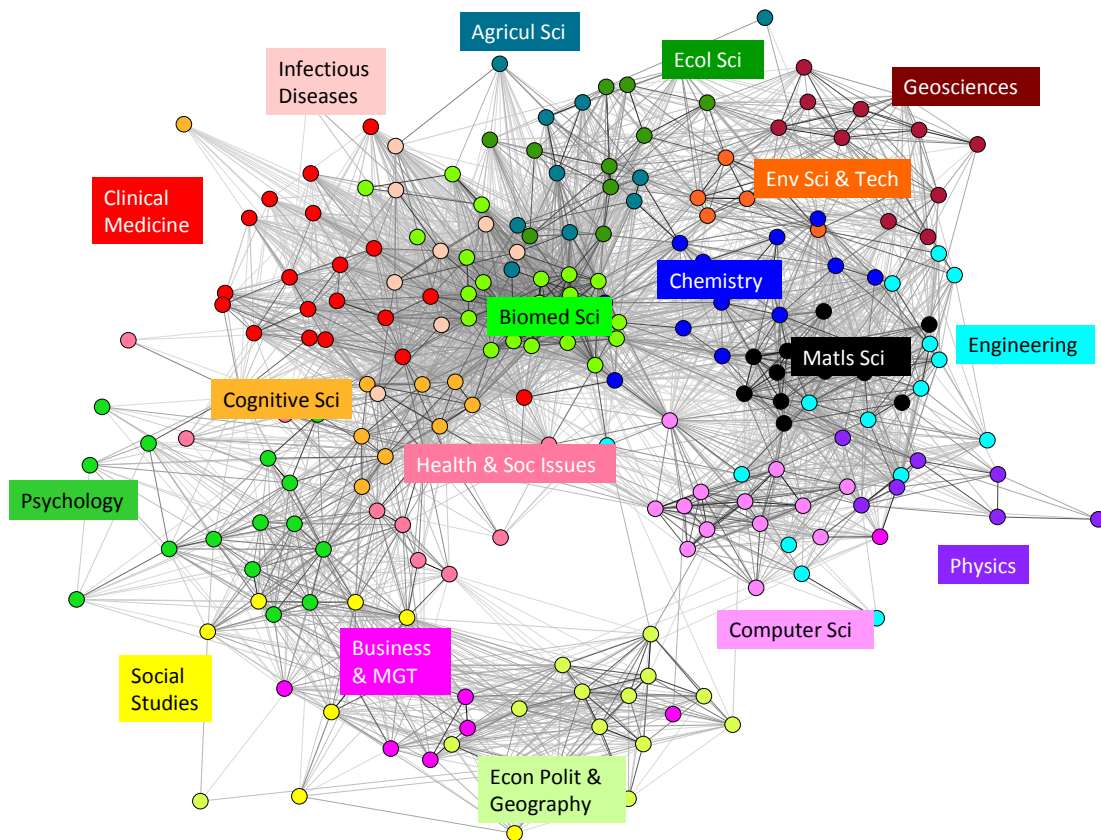 Agricul Sci
Ecol Sci
Infectious
Diseases
Geosciences
Env Sci & Tech
Clinical
Medicine
Chemistry
Biomed Sci
Engineering
Matls Sci
Cognitive Sci
Health & Soc Issues
Psychology
Physics
Computer Sci
Business
& MGT
Social
Studies
Econ Polit &
Geography